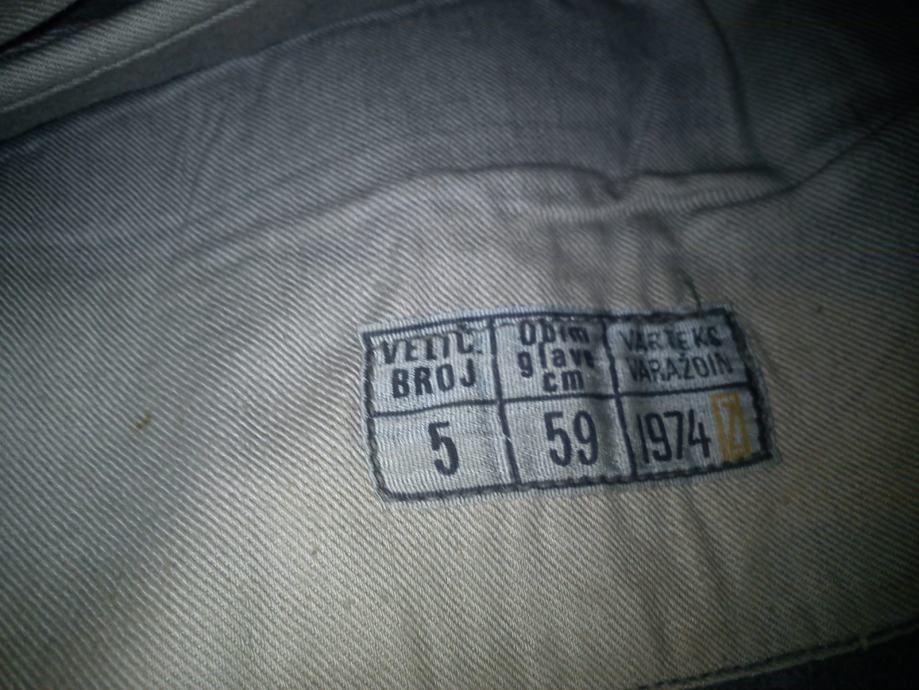 VELIČ. Obim VARTEKS
BROJ glave VARAŽDIN
cm
5 59 1974 Z